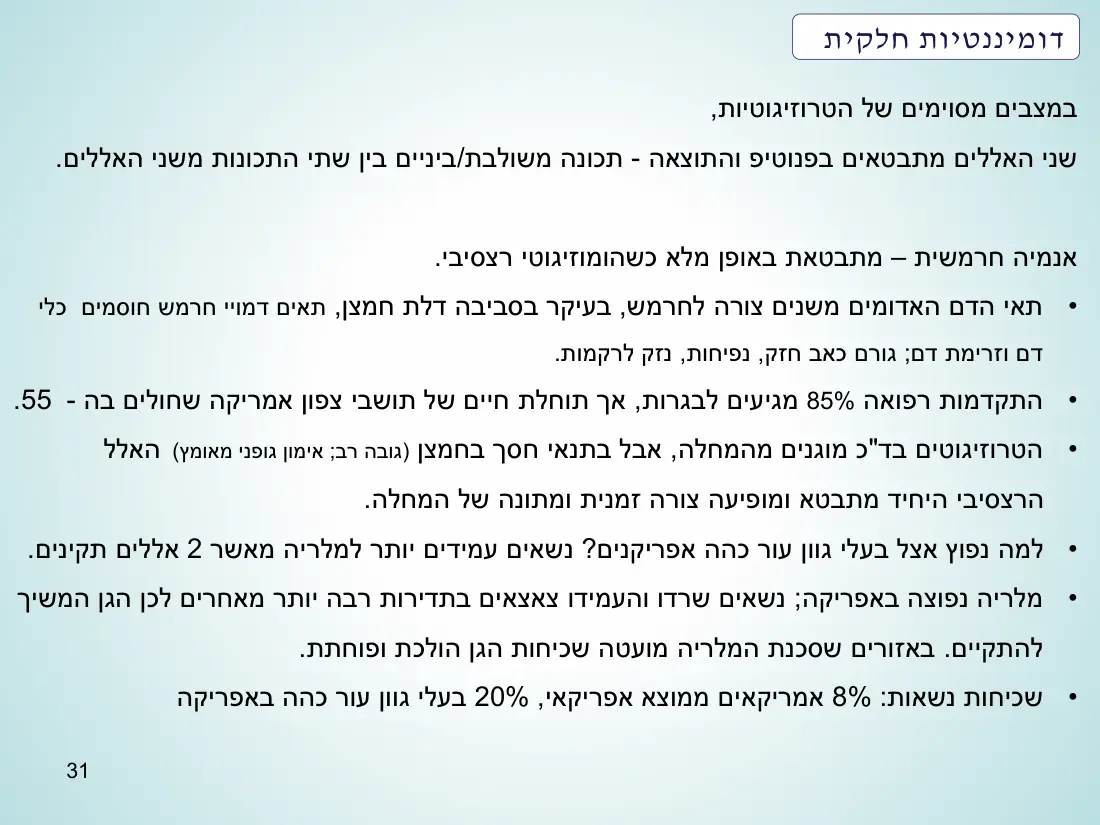 דומיננטיות חלקית
במצבים מסוימים של הטרוזיגוטיות,
שני האללים מתבטאים בפנוטיפ והתוצאה - תכונה משולבת/ביניים בין שתי התכונות משני האללים.
אנמיה חרמשית – מתבטאת באופן מלא כשהומוזיגוטי רצסיבי.
• תאי הדם האדומים משנים צורה לחרמש, בעיקר בסביבה דלת חמצן, תאים דמויי חרמש חוסמים כלי
דם וזרימת דם; גורם כאב חזק, נפיחות, נזק לרקמות.
• התקדמות רפואה 85% מגיעים לבגרות, אך תוחלת חיים של תושבי צפון אמריקה שחולים בה - 55.
• הטרוזיגוטים בד"כ מוגנים מהמחלה, אבל בתנאי חסך בחמצן (גובה רב; אימון גופני מאומץ) האלל
הרצסיבי היחיד מתבטא ומופיעה צורה זמנית ומתונה של המחלה.
• למה נפוץ אצל בעלי גוון עור כהה אפריקנים? נשאים עמידים יותר למלריה מאשר 2 אללים תקינים.
• מלריה נפוצה באפריקה; נשאים שרדו והעמידו צאצאים בתדירות רבה יותר מאחרים לכן הגן המשיך
להתקיים. באזורים שסכנת המלריה מועטה שכיחות הגן הולכת ופוחתת.
• שכיחות נשאות: 8% אמריקאים ממוצא אפריקאי, 20% בעלי גוון עור כהה באפריקה
31